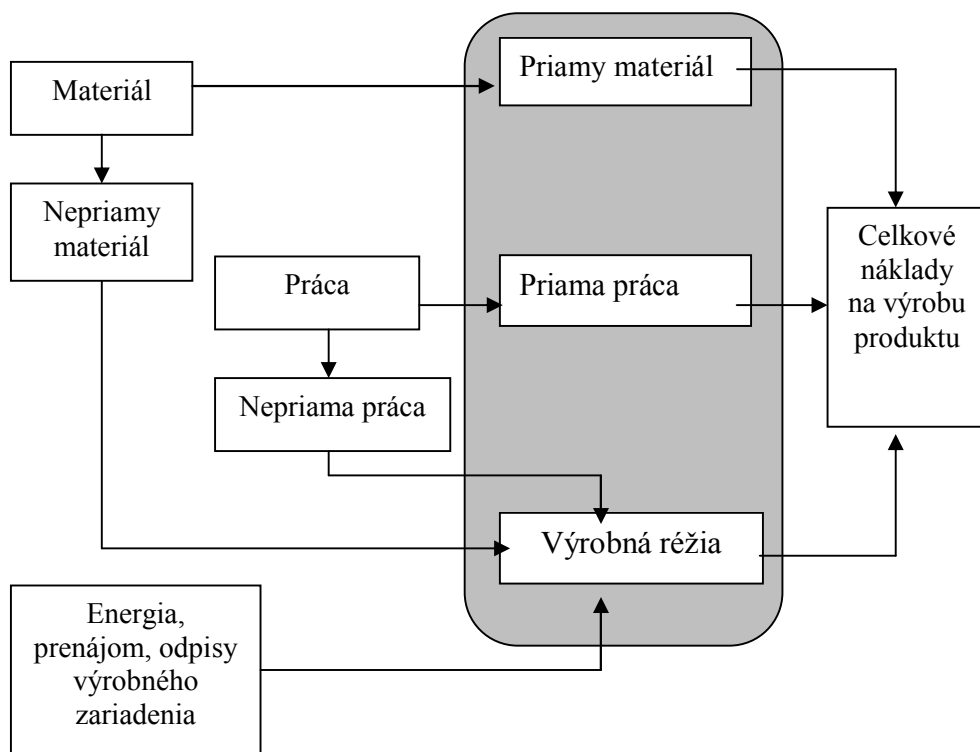 Priamy materiál
Materiál
Nepriamy
materiál
Práca
Priama práca
Celkové
náklady
na výrobu
produktu
Nepriama práca
Výrobná réžia
Energia,
prenájom, odpisy
výrobného
zariadenia